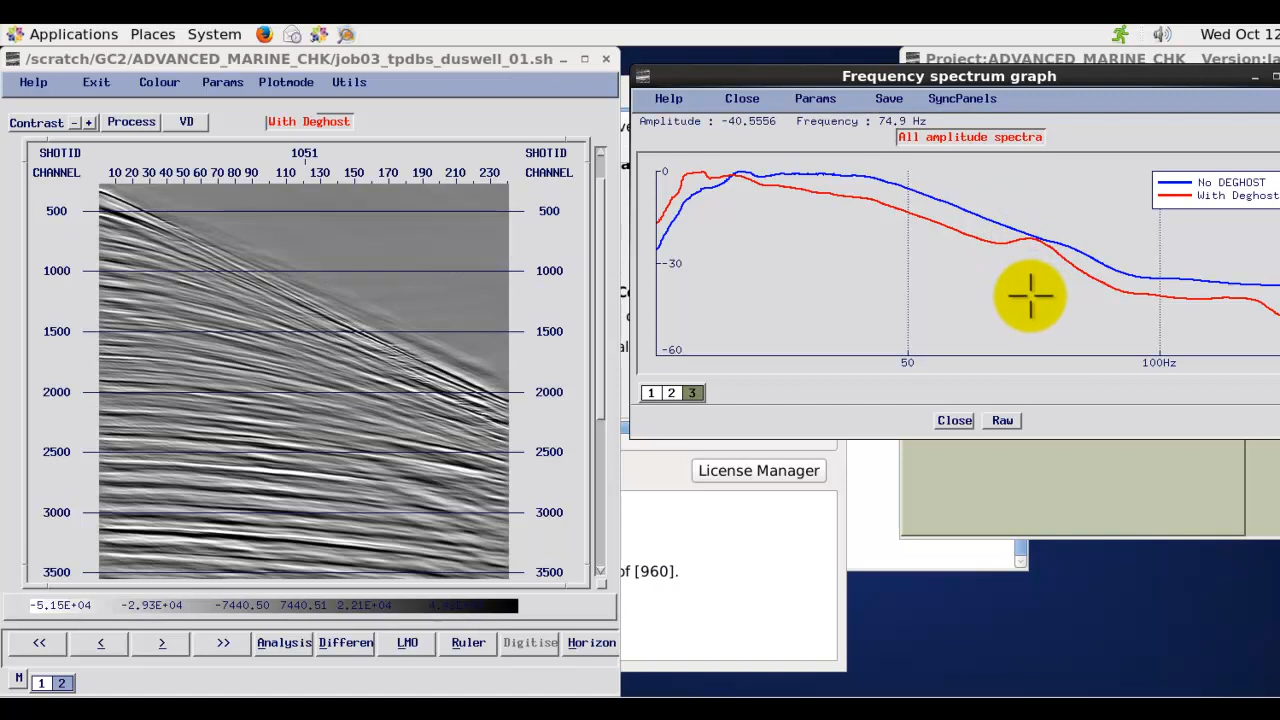 Applications Places System
Wed Oct 12
/scratch/GC2/ADVANCED_MARINE_CHK/job03_tpdbs_duswell_01.sh
Help Exit Colour Params Plotmode Utils
Contrast - + Process VD With Deghost
SHOTID 1051 SHOTID
CHANNEL 10 20 30 40 50 60 70 80 90 110 130 150 170 190 210 230 CHANNEL
500 500
1000 1000
1500 1500
2000 2000
2500 2500
3000 3000
3500 3500
-5.15E+04 -2.93E+04 -7440.50 7440.51 2.21E+04
<< < > >> Analysis Differen LMO Ruler Digitise Horizon
M 1 2
Project:ADVANCED_MARINE_CHK
Frequency spectrum graph
Help Close Params Save SyncPanels
Amplitude : -40.5556 Frequency : 74.9 Hz
All amplitude spectra
0
-30
-60
50 100Hz
No DEGHOST
With Deghost
1 2 3
Close Raw
License Manager
of [960].